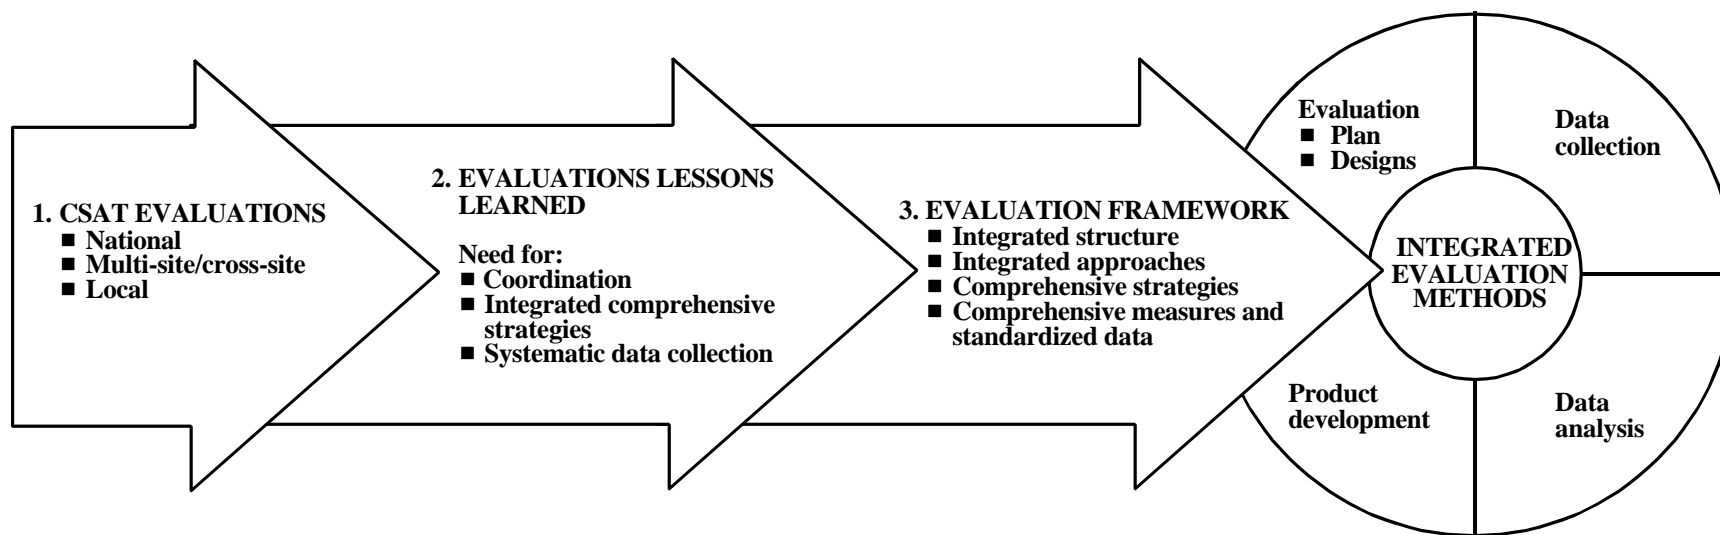 1. CSAT EVALUATIONS
■ National
■ Multi-site/cross-site
■ Local
2. EVALUATIONS LESSONS
LEARNED
Need for:
■ Coordination
■ Integrated comprehensive
strategies
■ Systematic data collection
3. EVALUATION FRAMEWORK
■ Integrated structure
■ Integrated approaches
■ Comprehensive strategies
■ Comprehensive measures and
standardized data
Evaluation
■ Plan
■ Designs
Data
collection
INTEGRATED
EVALUATION
METHODS
Product
development
Data
analysis